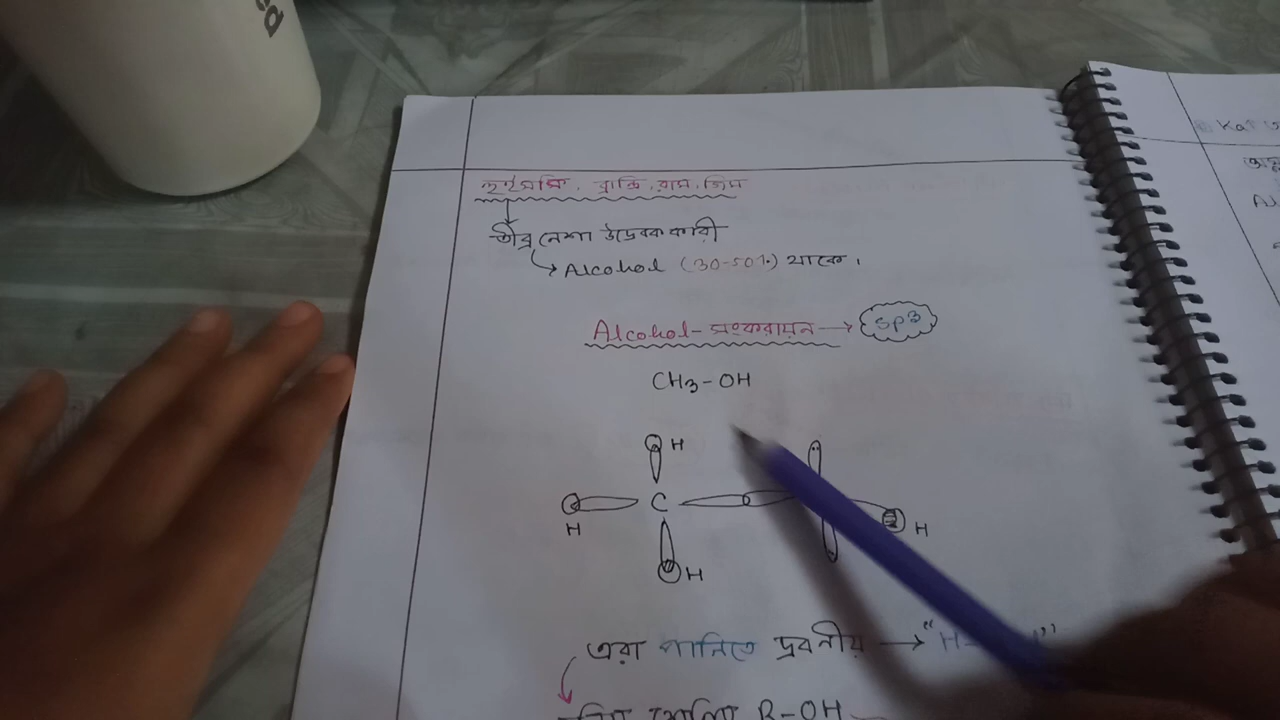 হুইস্কি, ব্রান্ডি, রাম, জিন
তীব্র নেশা উদ্রেককারী
Alcohol (30-50%) থাকে।
Alcohol-সংকরায়ন → sp3
CH3-OH
H
H C H
H
এরা পানিতে দ্রবনীয় → "H
R-OH